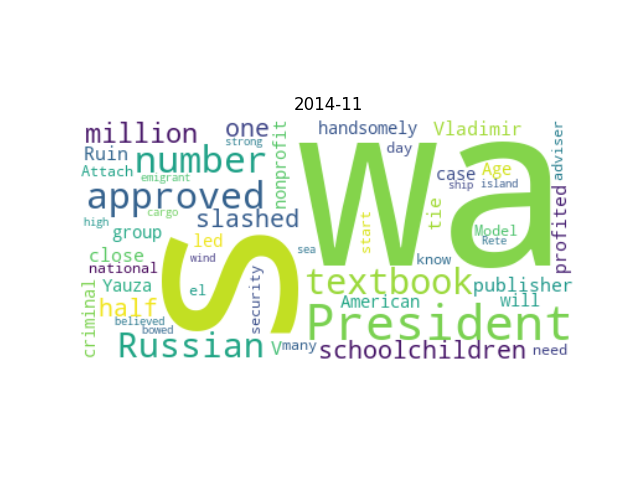 2014-11
million
one
strong
nonprofit
handsomely
Vladimir
adviser
Ruin
number
day
wa
case
Age
Attach
emigrant
ship
island
approved
cargo
slashed
start
tie
profited
high
group
led
s
Model
Rete
close
wind
sea
know
national
security
textbook
publisher
criminal
Yauza
el
American
will
half
believed
bowed
President
Russian
V
many
schoolchildren
need